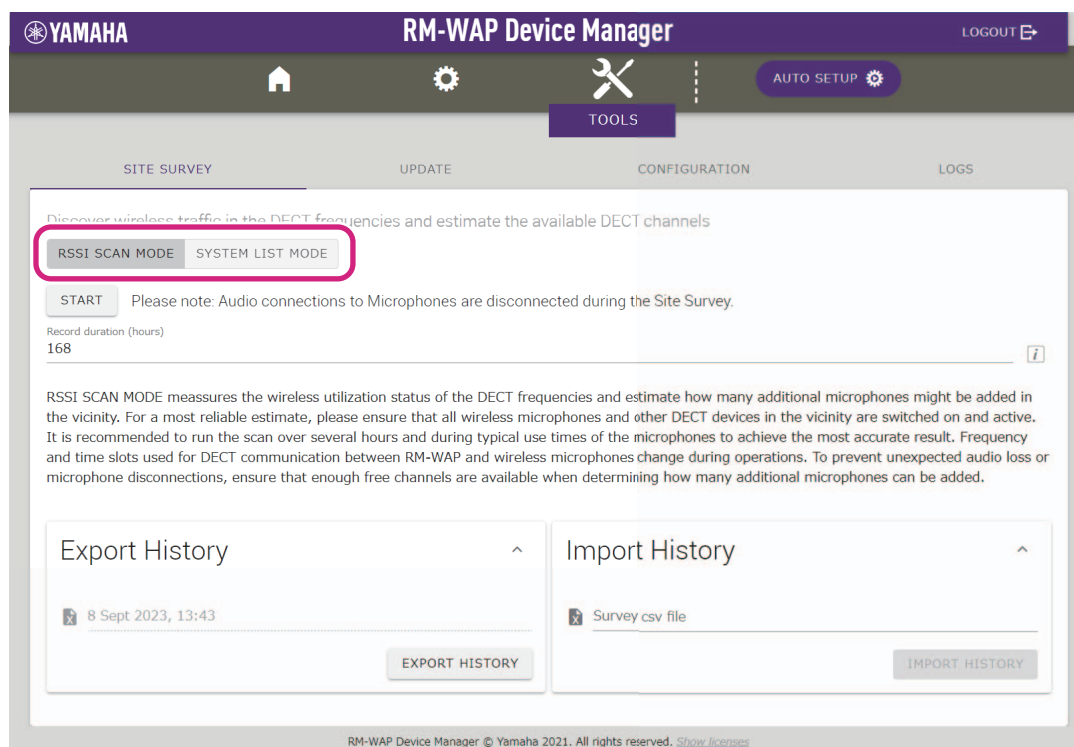 YAMAHA
RM-WAP Device Manager
LOGOUT
AUTO SETUP
TOOLS
SITE SURVEY
UPDATE
CONFIGURATION
LOGS
Discover wireless traffic in the DECT frequencies and estimate the available DECT channels
RSSI SCAN MODE
SYSTEM LIST MODE
START
Please note: Audio connections to Microphones are disconnected during the Site Survey.
Record duration (hours)
168
i
RSSI SCAN MODE meassures the wireless utilization status of the DECT frequencies and estimate how many additional microphones might be added in
the vicinity. For a most reliable estimate, please ensure that all wireless microphones and other DECT devices in the vicinity are switched on and active.
It is recommended to run the scan over several hours and during typical use times of the microphones to achieve the most accurate result. Frequency
and time slots used for DECT communication between RM-WAP and wireless microphones change during operations. To prevent unexpected audio loss or
microphone disconnections, ensure that enough free channels are available when determining how many additional microphones can be added.
Export History
8 Sept 2023, 13:43
EXPORT HISTORY
Import History
Survey csv file
IMPORT HISTORY
RM-WAP Device Manager © Yamaha 2021. All rights reserved. Show licenses